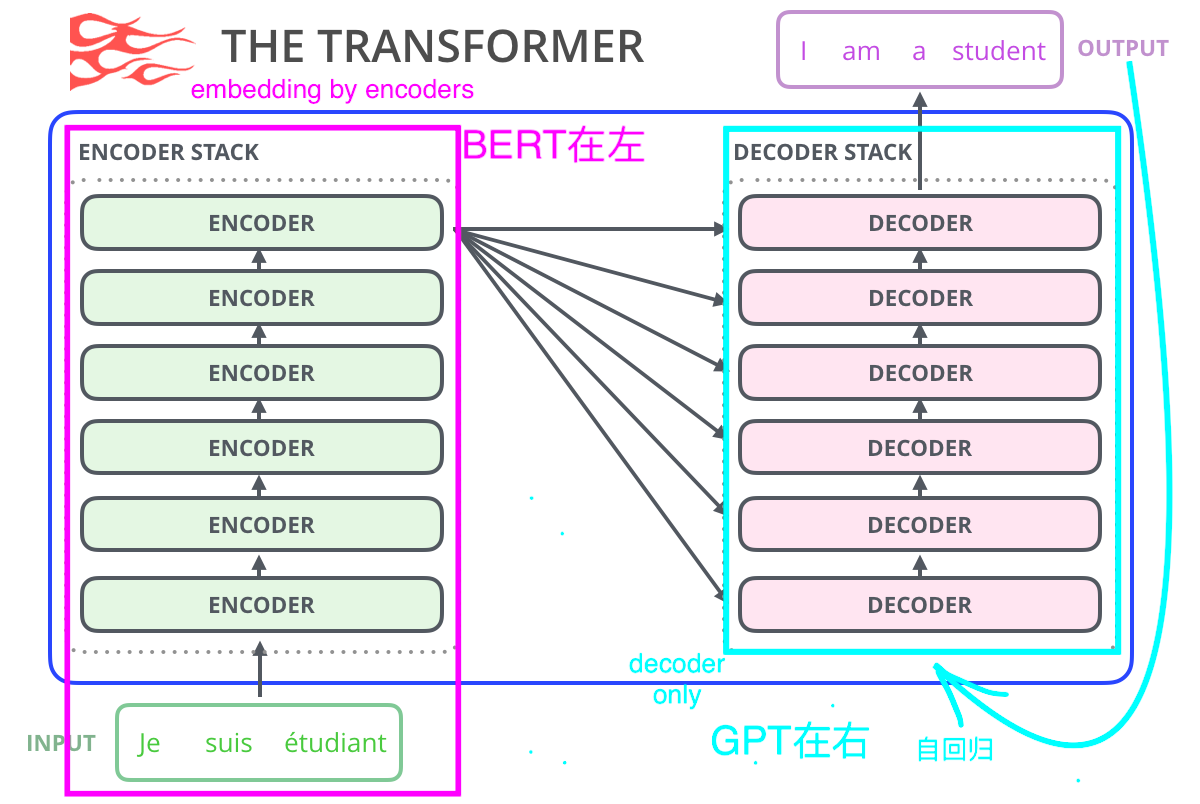 THE TRANSFORMER
embedding by encoders
I am a student
OUTPUT
BERT在左
ENCODER STACK
ENCODER
ENCODER
ENCODER
ENCODER
ENCODER
ENCODER
DECODER STACK
DECODER
DECODER
DECODER
DECODER
DECODER
DECODER
decoder
only
GPT在右
自回归
INPUT
Je suis étudiant